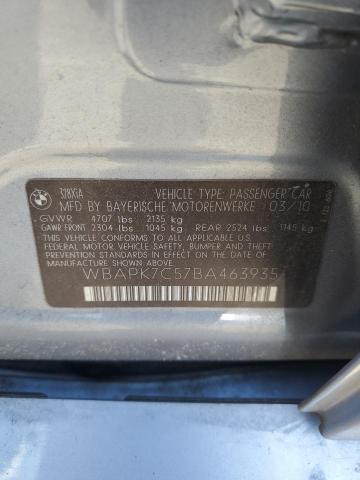 BMW
328XIA VEHICLE TYPE: PASSENGER CAR
MFD BY BAYERISCHE MOTORENWERKE 03/10
GVWR 4707 lbs 2135 kg
GAWR FRONT 2304 lbs 1045 kg REAR 2524 lbs 1145 kg
THIS VEHICLE CONFORMS TO ALL APPLICABLE
FEDERAL MOTOR VEHICLE SAFETY, BUMPER AND THEFT
PREVENTION STANDARDS IN EFFECT ON THE DATE OF
MANUFACTURE SHOWN ABOVE.
WBAPK7C57BA463935